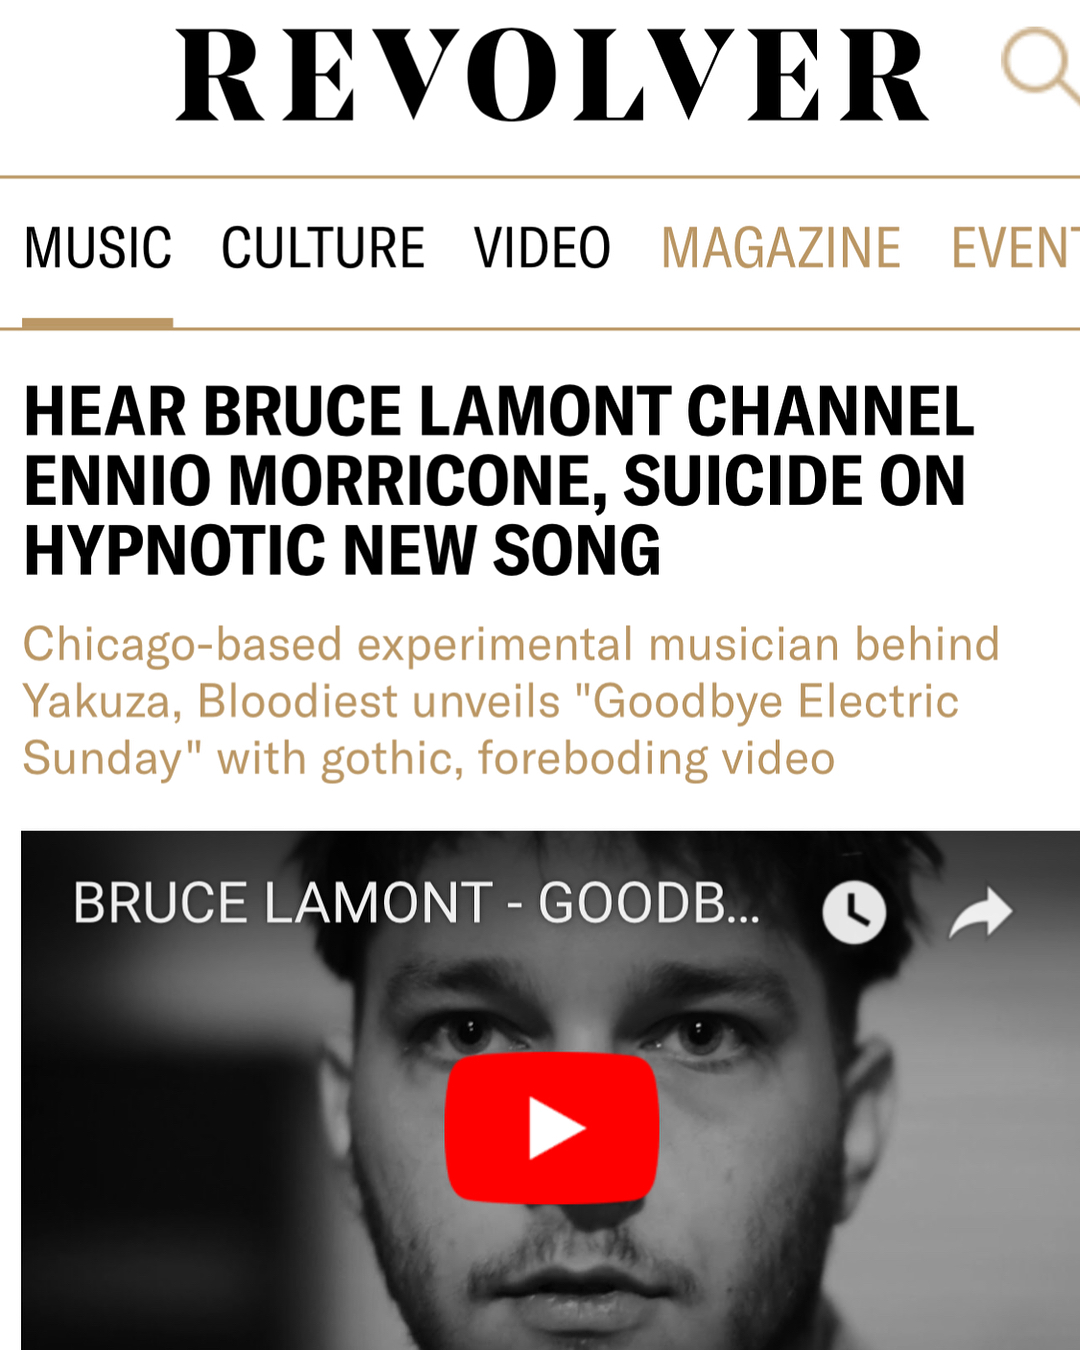 REVOLVER
MUSIC CULTURE VIDEO MAGAZINE EVENT
HEAR BRUCE LAMONT CHANNEL
ENNIO MORRICONE, SUICIDE ON
HYPNOTIC NEW SONG
Chicago-based experimental musician behind
Yakuza, Bloodiest unveils "Goodbye Electric
Sunday" with gothic, foreboding video
BRUCE LAMONT - GOODB...